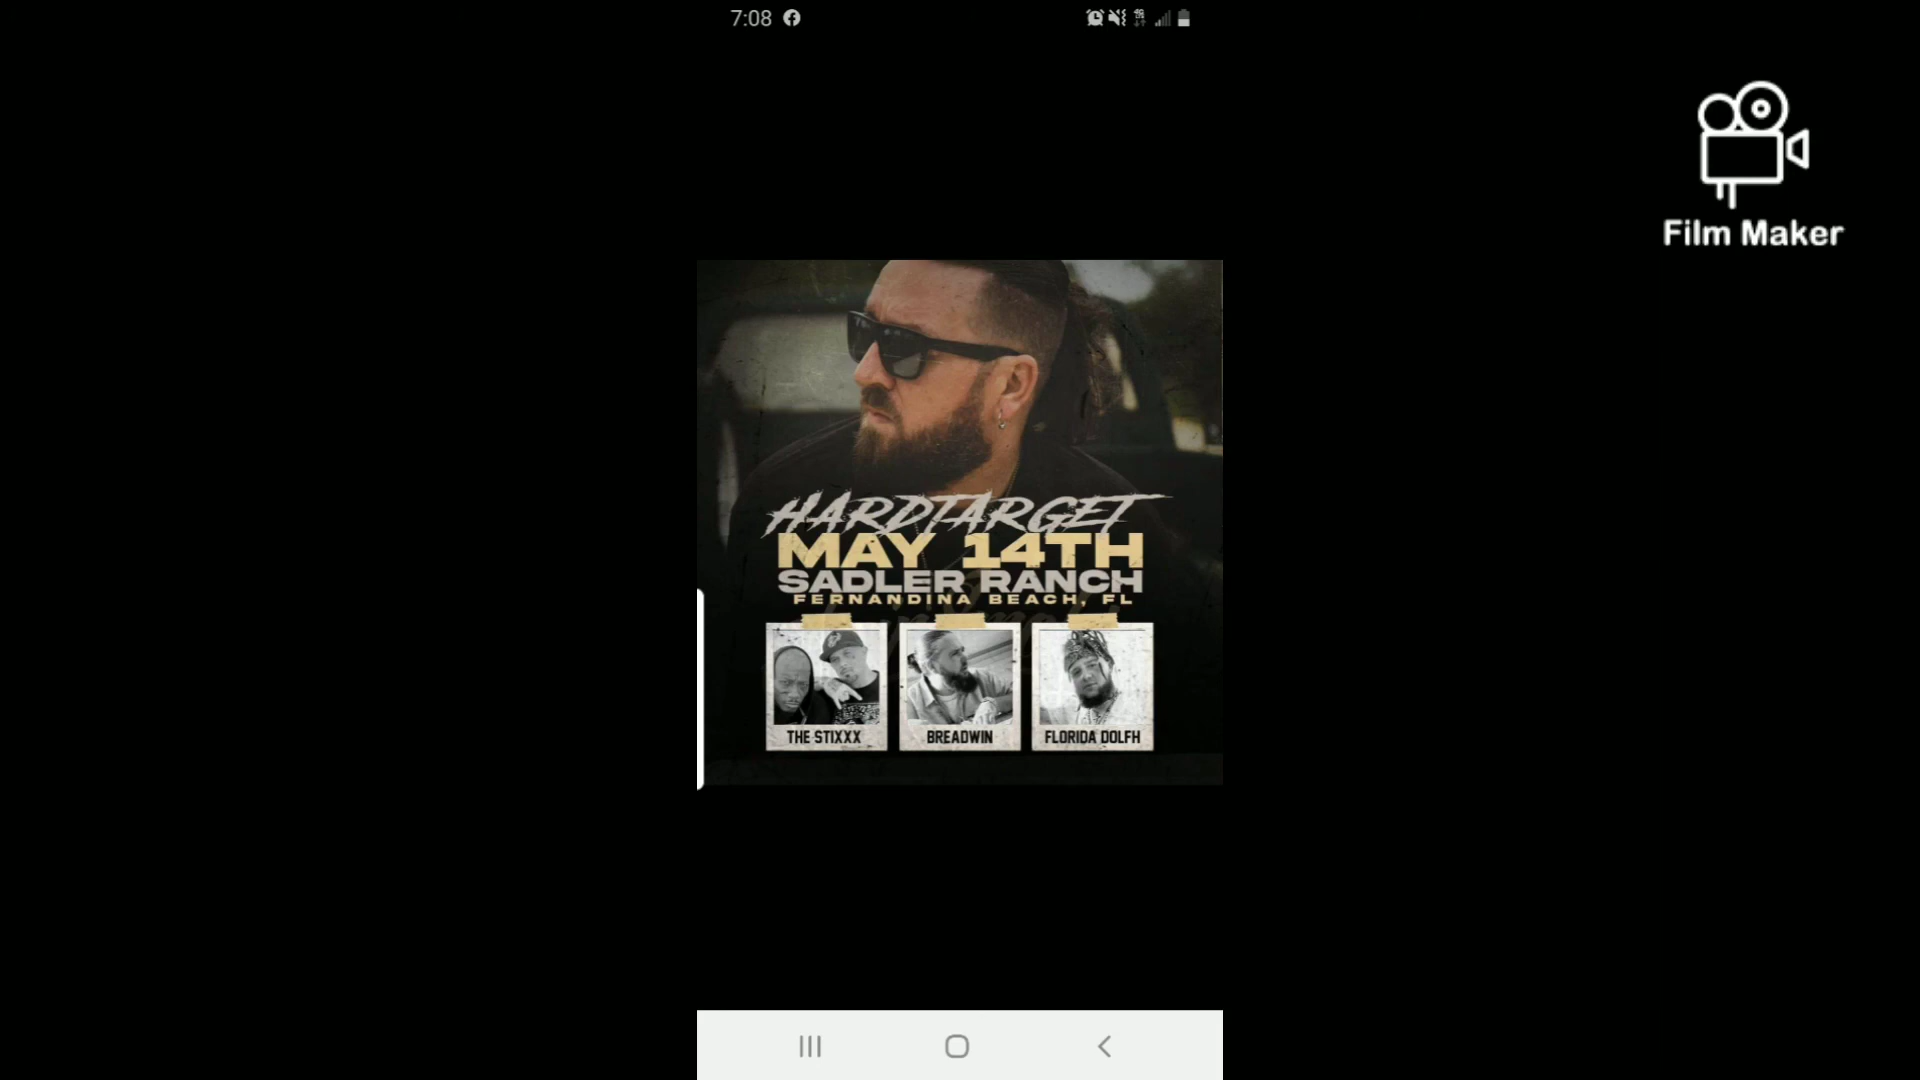 7:08
Film Maker
HARDTARGET
MAY 14TH
SADLER RANCH
FERNANDINA BEACH, FL
THE STIXXX
BREADWIN
FLORIDA DOLFH